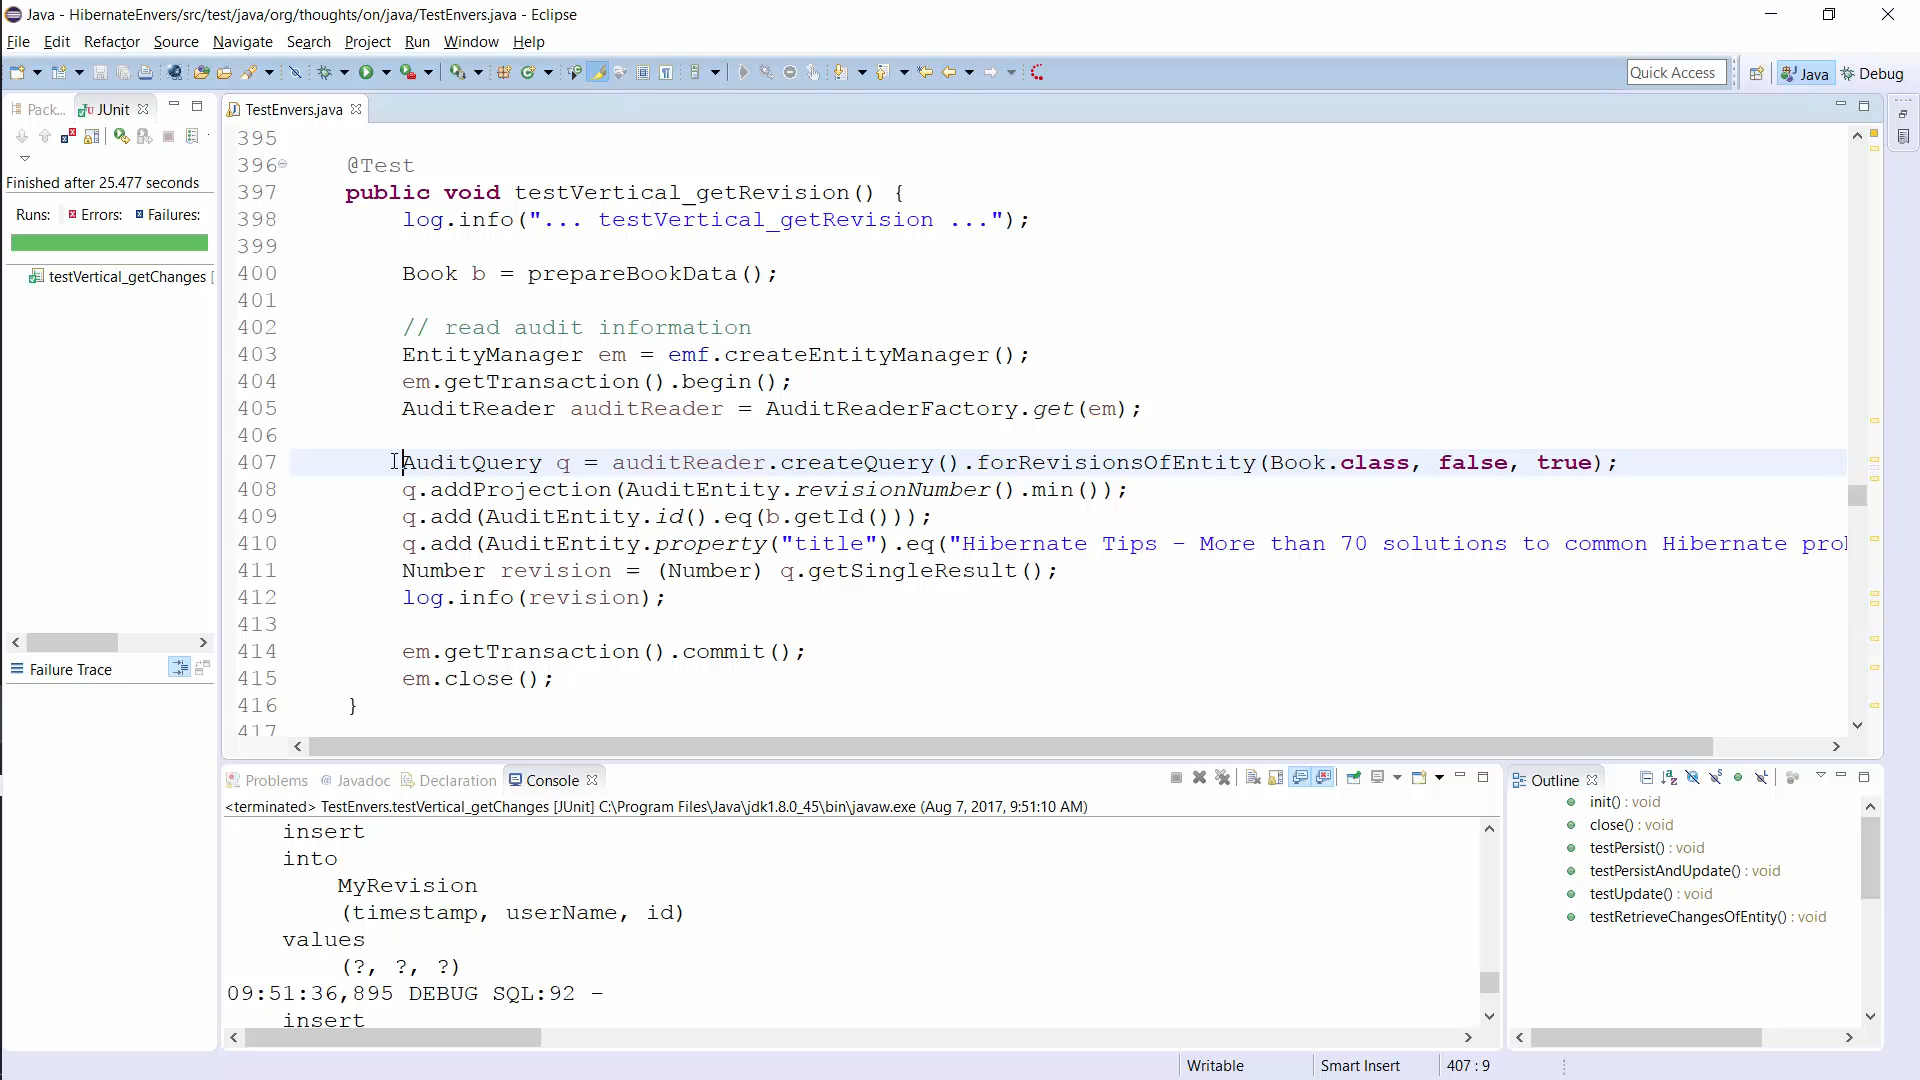 Java - HibernateEnvers/src/test/java/org/thoughts/on/java/TestEnvers.java - Eclipse
File Edit Refactor Source Navigate Search Project Run Window Help
Quick Access
Java
Debug
Pack...
JUnit
TestEnvers.java
Finished after 25.477 seconds
Runs: Errors: Failures:
testVertical_getChanges [
Failure Trace
395
396 @Test
397 public void testVertical_getRevision() {
398 log.info("... testVertical_getRevision ...");
399
400 Book b = prepareBookData();
401
402 // read audit information
403 EntityManager em = emf.createEntityManager();
404 em.getTransaction().begin();
405 AuditReader auditReader = AuditReaderFactory.get(em);
406
407 AuditQuery q = auditReader.createQuery().forRevisionsOfEntity(Book.class, false, true);
408 q.addProjection(AuditEntity.revisionNumber().min());
409 q.add(AuditEntity.id().eq(b.getId()));
410 q.add(AuditEntity.property("title").eq("Hibernate Tips - More than 70 solutions to common Hibernate prob
411 Number revision = (Number) q.getSingleResult();
412 log.info(revision);
413
414 em.getTransaction().commit();
415 em.close();
416 }
417
Problems @ Javadoc Declaration Console
<terminated> TestEnvers.testVertical_getChanges [JUnit] C:\Program Files\Java\jdk1.8.0_45\bin\javaw.exe (Aug 7, 2017, 9:51:10 AM)
insert
into
MyRevision
(timestamp, userName, id)
values
(?, ?, ?)
09:51:36,895 DEBUG SQL:92 -
insert
Outline
init() : void
close() : void
testPersist() : void
testPersistAndUpdate() : void
testUpdate() : void
testRetrieveChangesOfEntity() : void
Writable Smart Insert 407 : 9